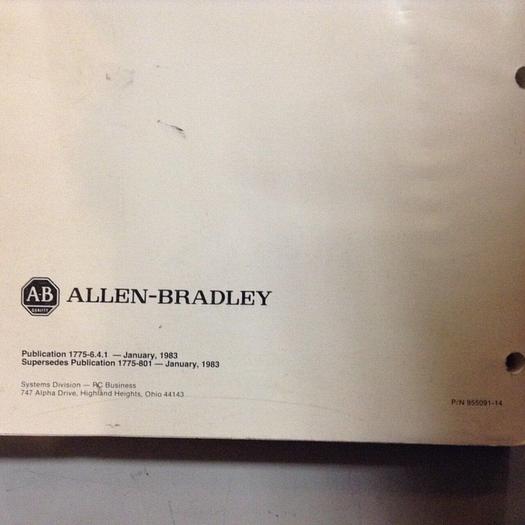 A-B
QUALITY
ALLEN-BRADLEY
Publication 1775-6.4.1 — January, 1983
Supersedes Publication 1775-801 — January, 1983
Systems Division — PC Business
747 Alpha Drive, Highland Heights, Ohio 44143
P/N 955091-14